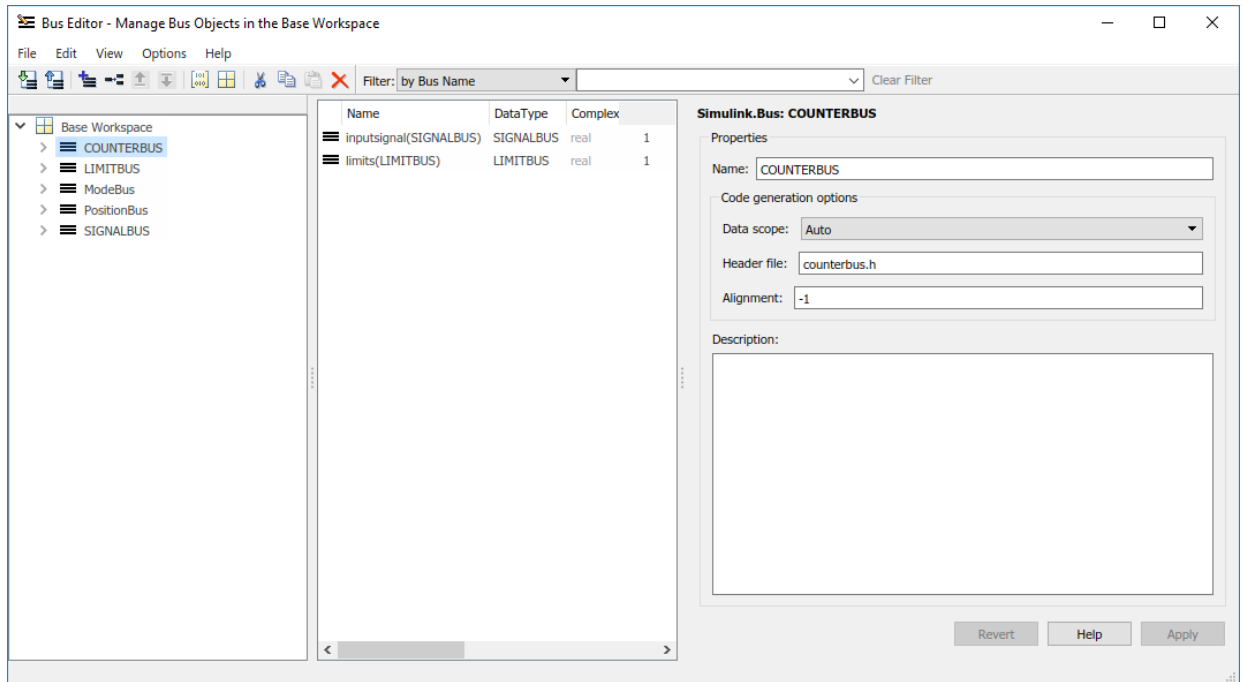 Bus Editor - Manage Bus Objects in the Base Workspace
File Edit View Options Help
Filter: by Bus Name Clear Filter
Base Workspace
COUNTERBUS
LIMITBUS
ModeBus
PositionBus
SIGNALBUS
Name DataType Complex
inputsignal(SIGNALBUS) SIGNALBUS real 1
limits(LIMITBUS) LIMITBUS real 1
Simulink.Bus: COUNTERBUS
Properties
Name: COUNTERBUS
Code generation options
Data scope: Auto
Header file: counterbus.h
Alignment: -1
Description:
Revert Help Apply